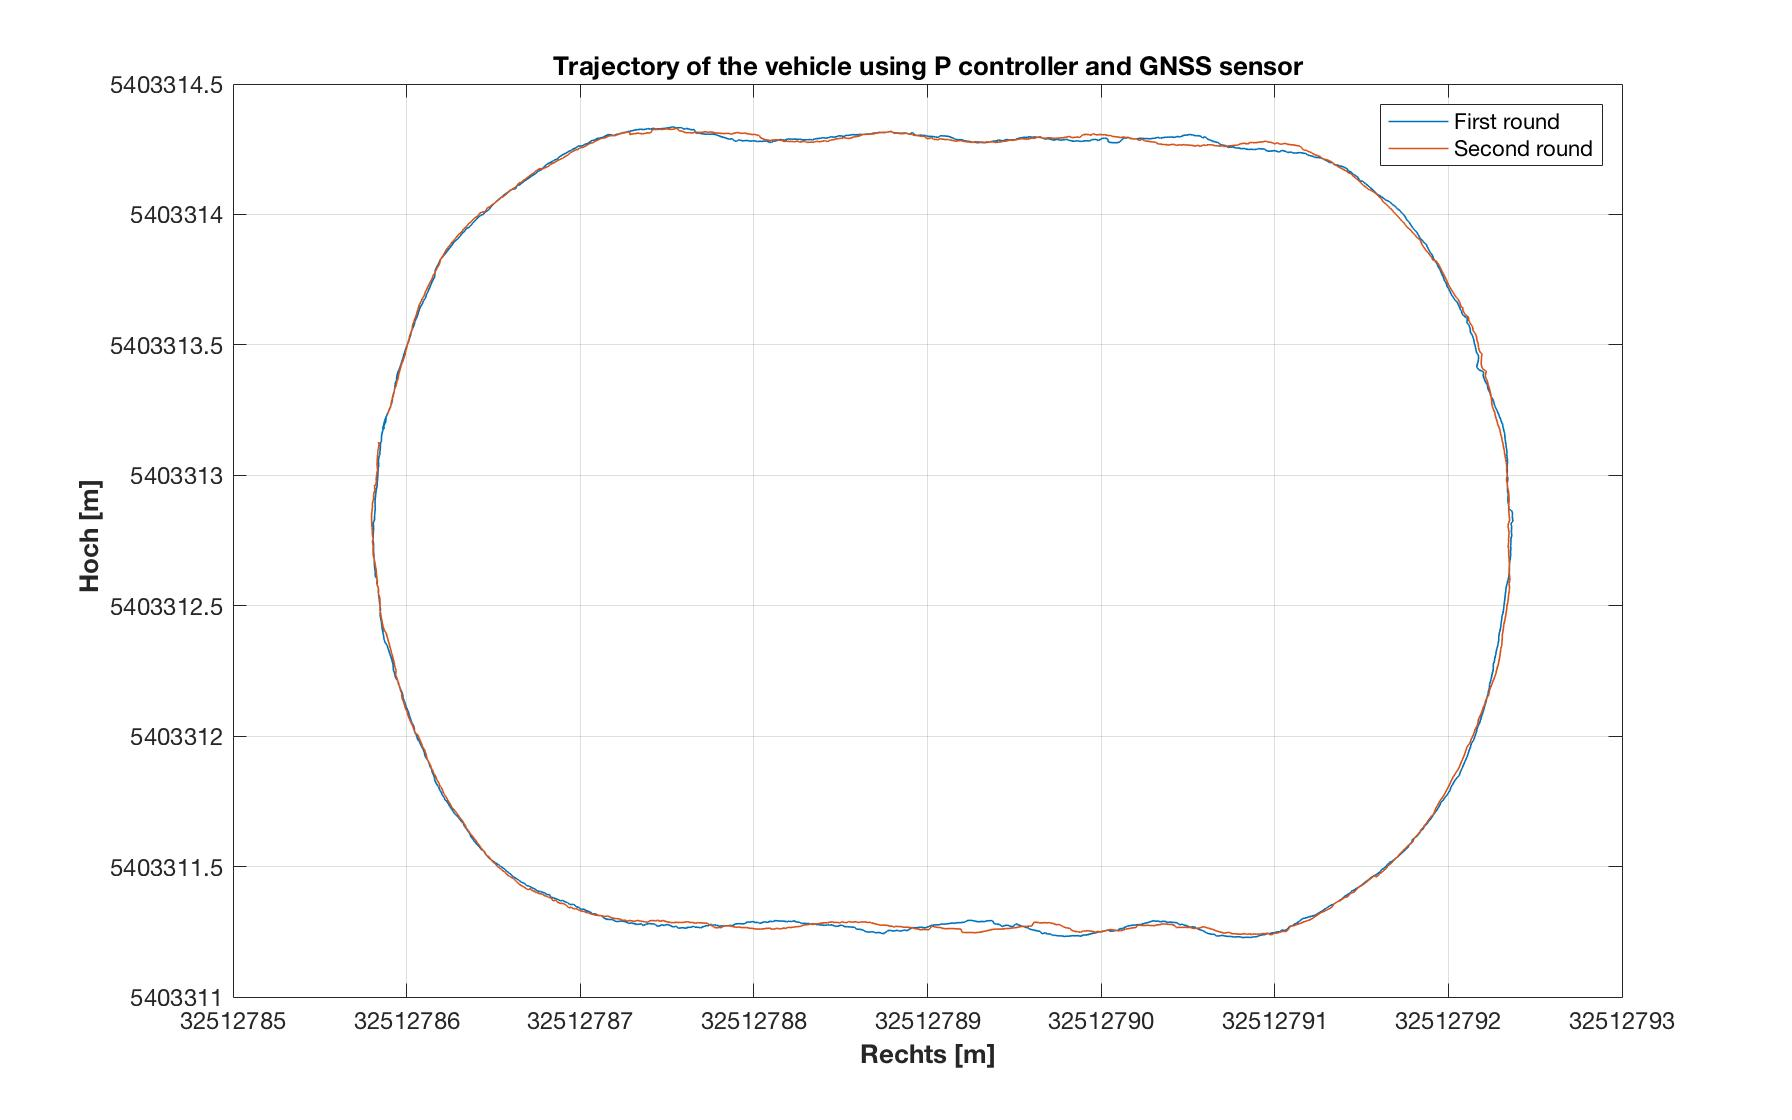 Trajectory of the vehicle using P controller and GNSS sensor
First round
Second round
5403314.5
5403314
5403313.5
5403313
5403312.5
5403312
5403311.5
5403311
Hoch [m]
32512785 32512786 32512787 32512788 32512789 32512790 32512791 32512792 32512793
Rechts [m]